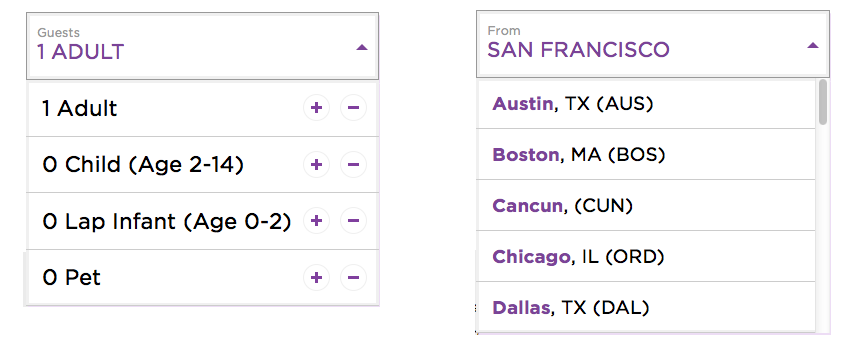 Guests
1 ADULT
1 Adult
0 Child (Age 2-14)
0 Lap Infant (Age 0-2)
0 Pet
From
SAN FRANCISCO
Austin, TX (AUS)
Boston, MA (BOS)
Cancun, (CUN)
Chicago, IL (ORD)
Dallas, TX (DAL)